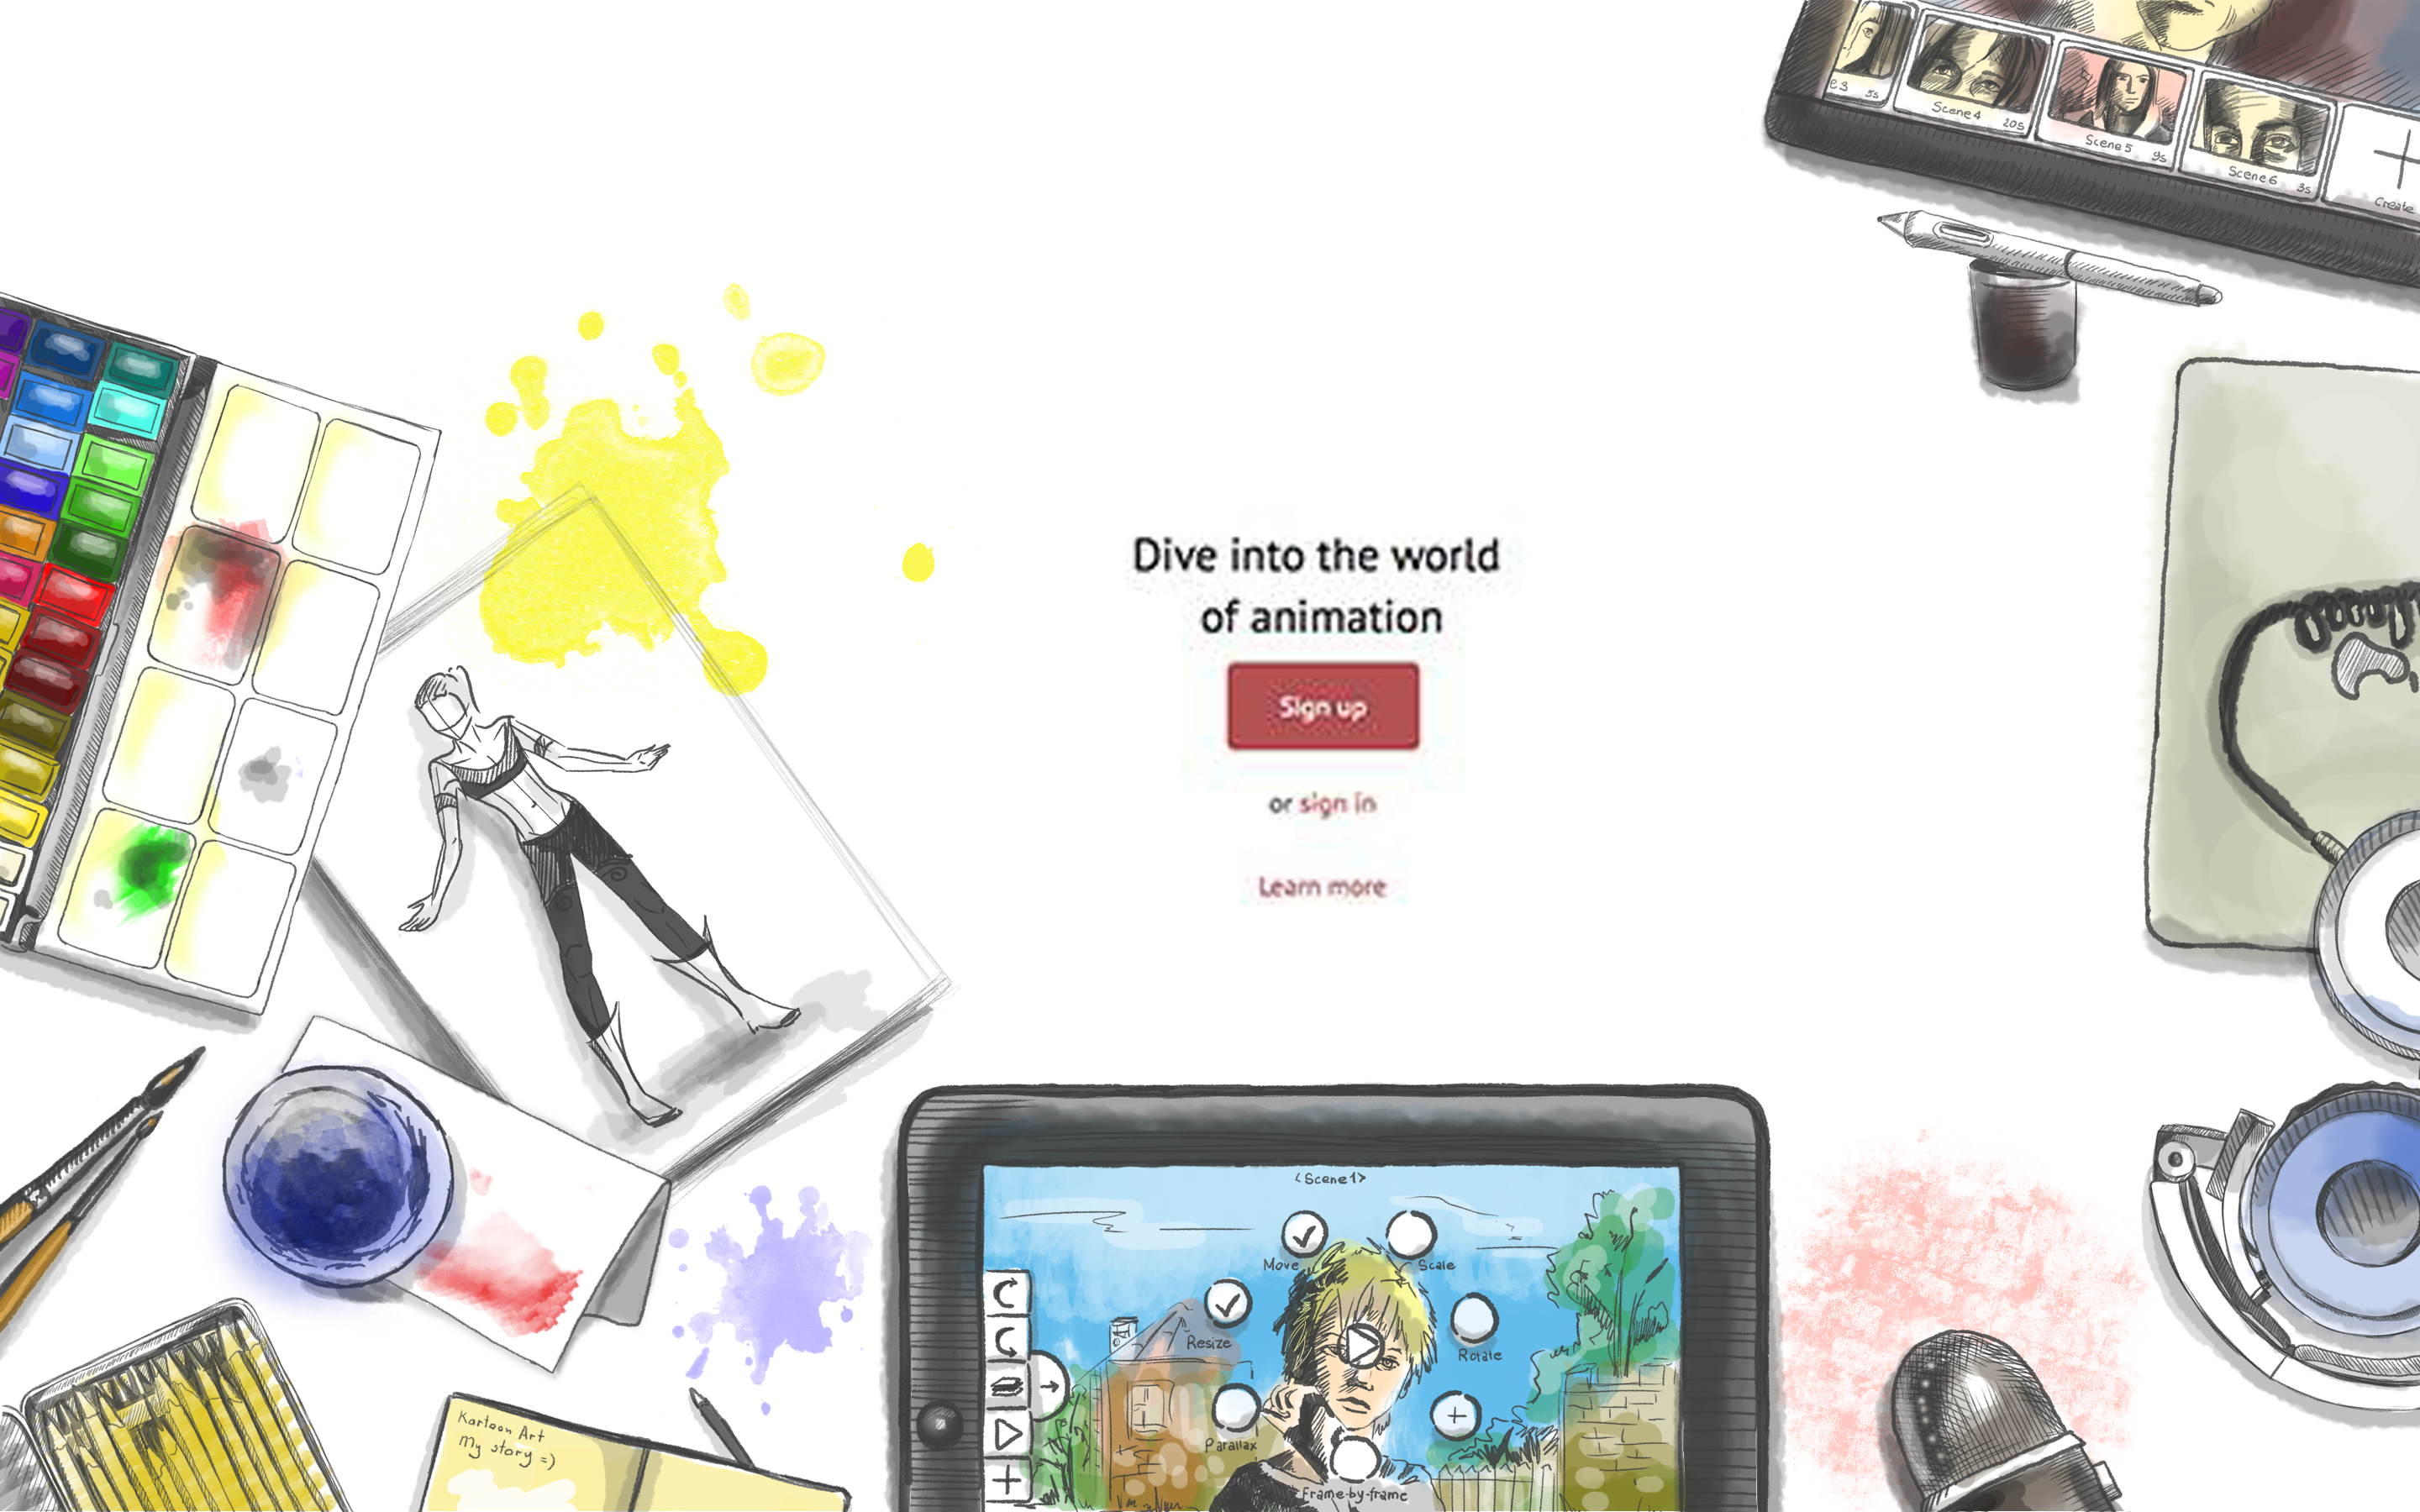 e 3 5s
Scene 4 20s
Scene 5 9s
Scene 6 3s
Create
Dive into the world
of animation
Sign up
or sign in
Learn more
<Scene 1>
Move
Scale
Resize
Rotate
Parallax
Frame-by-frame
Kartoon Art
My story =)